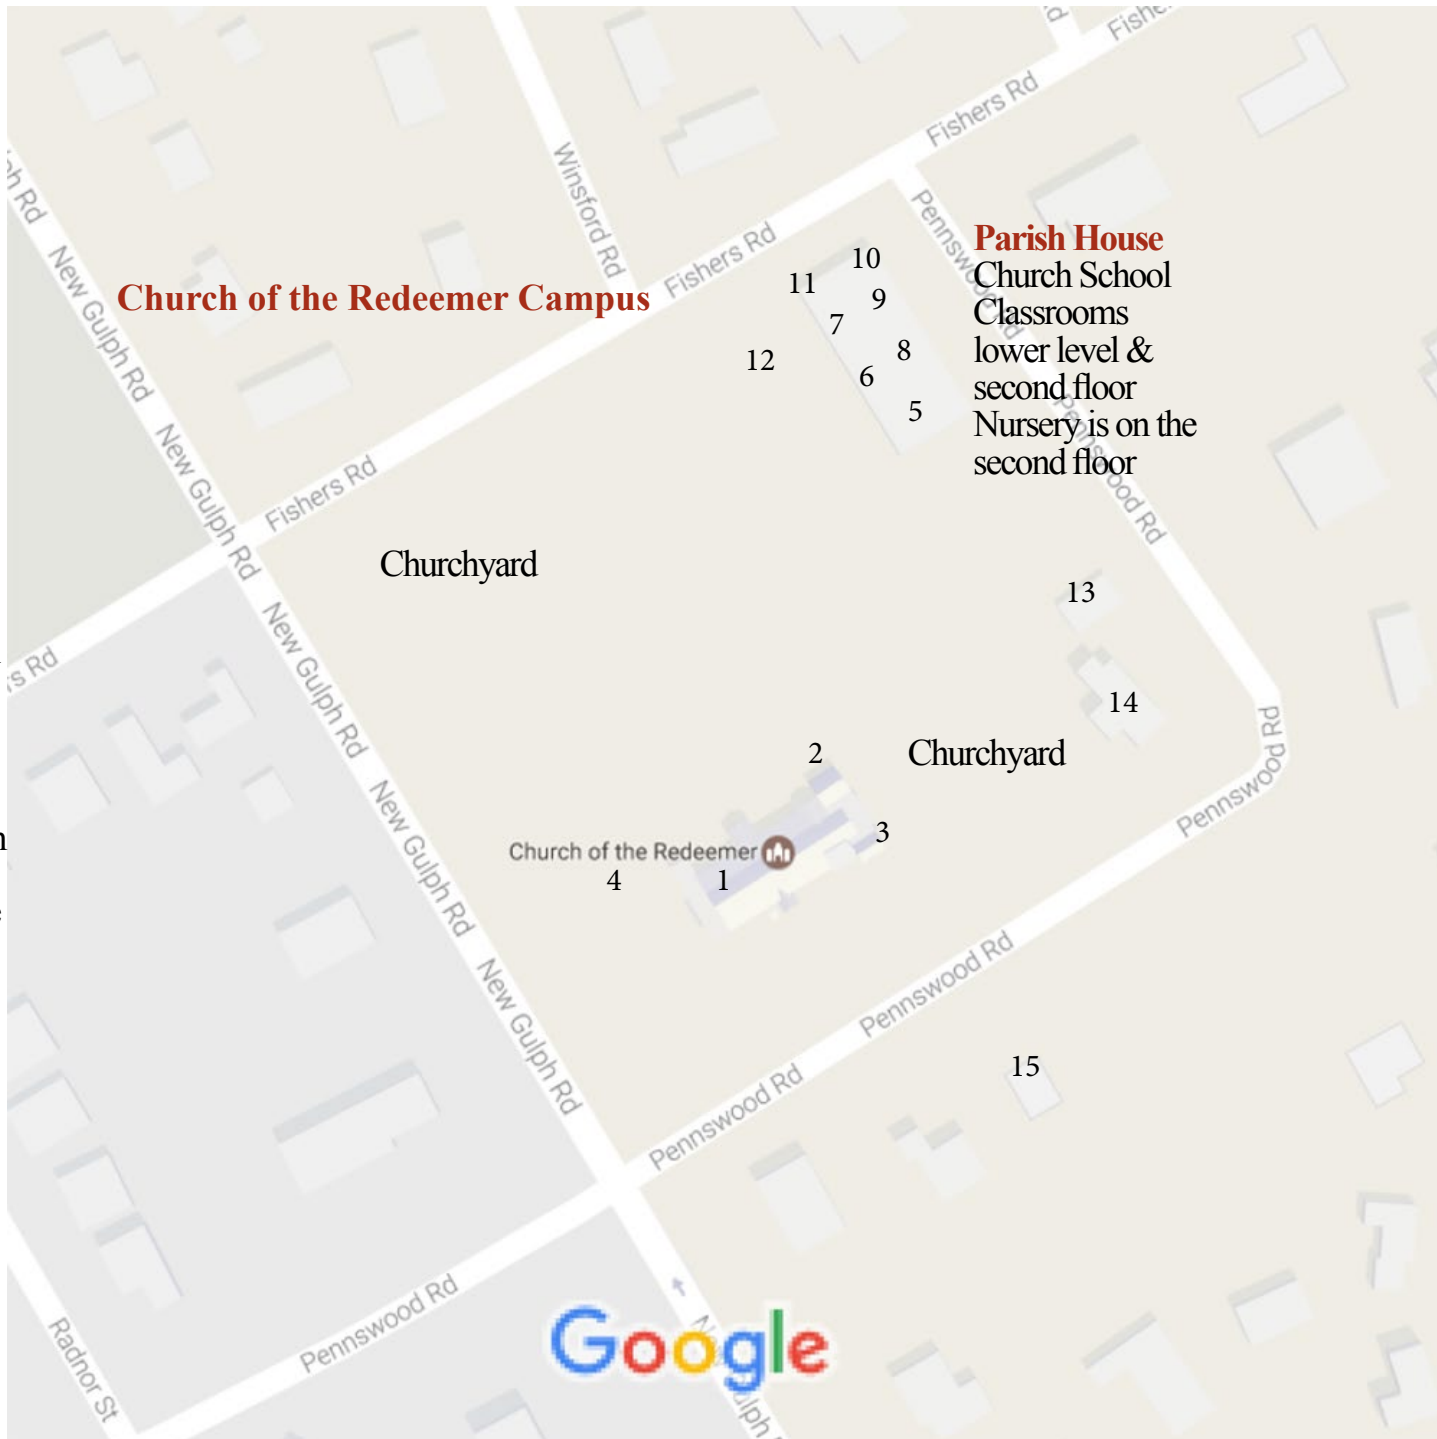 Fishers Rd
Winsford Rd
Fishers Rd
Pennswood Rd
Parish House
Church School
Classrooms
lower level &
second floor
Nursery is on the
second floor
Church of the Redeemer Campus
10
11
9
7
8
12
6
5
New Gulph Rd
New Gulph Rd
Fishers Rd
Pennswood Rd
Churchyard
13
New Gulph Rd
14
Pennswood Rd
2
Churchyard
Pennswood Rd
New Gulph Rd
3
Church of the Redeemer
4
1
New Gulph Rd
Pennswood Rd
15
Pennswood Rd
Pennswood Rd
Radnor St
Google